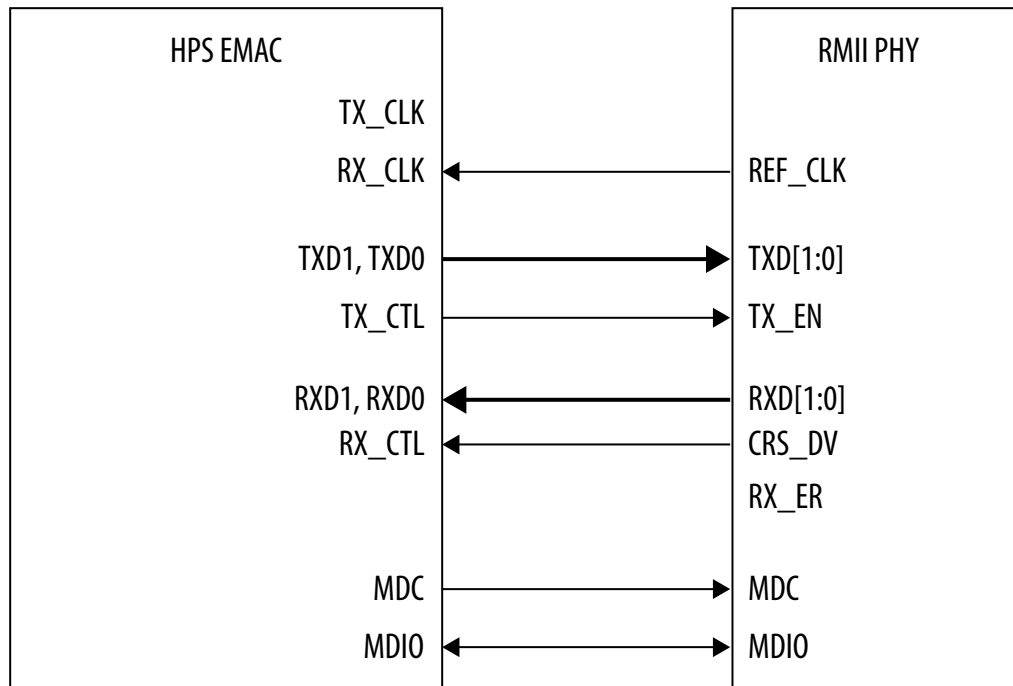 HPS EMAC
RMII PHY
TX_CLK
RX_CLK
REF_CLK
TXD1, TXD0
TXD[1:0]
TX_CTL
TX_EN
RXD1, RXD0
RXD[1:0]
RX_CTL
CRS_DV
RX_ER
MDC
MDC
MDIO
MDIO